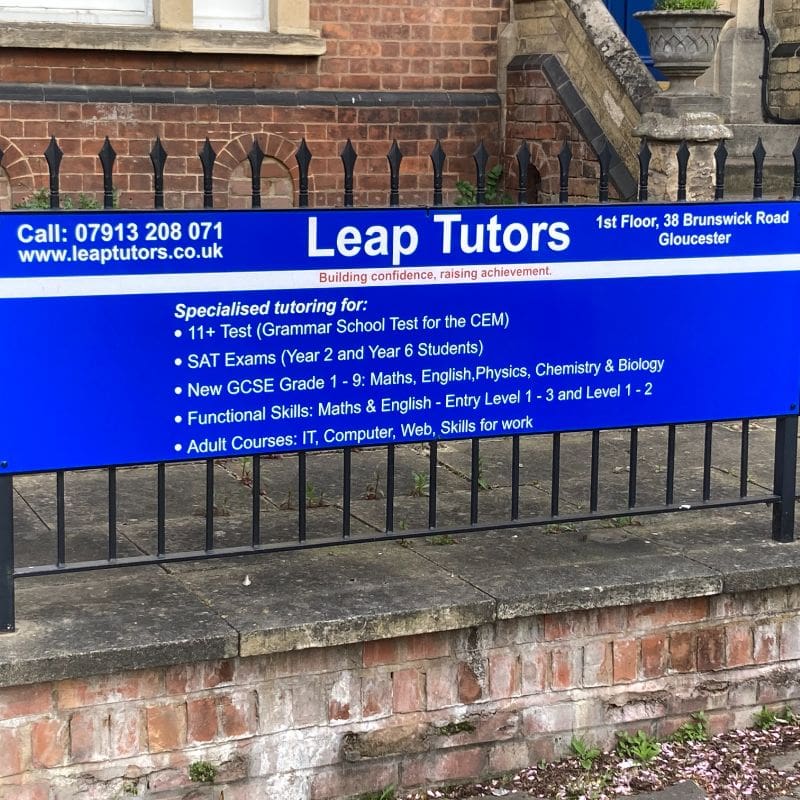 Call: 07913 208 071
www.leaptutors.co.uk
Leap Tutors
1st Floor, 38 Brunswick Road
Gloucester
Building confidence, raising achievement.
Specialised tutoring for:
• 11+ Test (Grammar School Test for the CEM)
• SAT Exams (Year 2 and Year 6 Students)
• New GCSE Grade 1 - 9: Maths, English,Physics, Chemistry & Biology
• Functional Skills: Maths & English - Entry Level 1 - 3 and Level 1 - 2
• Adult Courses: IT, Computer, Web, Skills for work